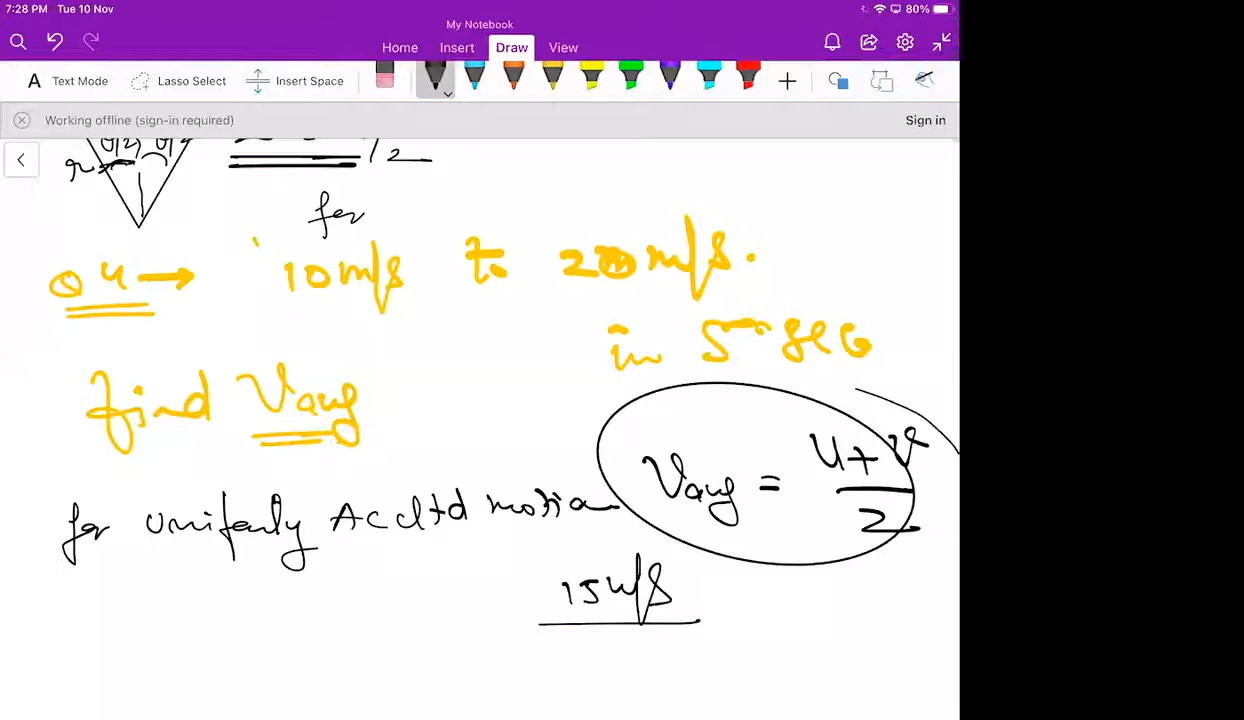 7:28 PM Tue 10 Nov 80%
My Notebook
Home Insert Draw View
A Text Mode Lasso Select Insert Space
Working offline (sign-in required) Sign in
r /2
for
Q4 → 10m/s to 20m/s.
in 5 sec
find Vavg
Vavg = u+v
2
for uniformly Accltd motion
15m/s